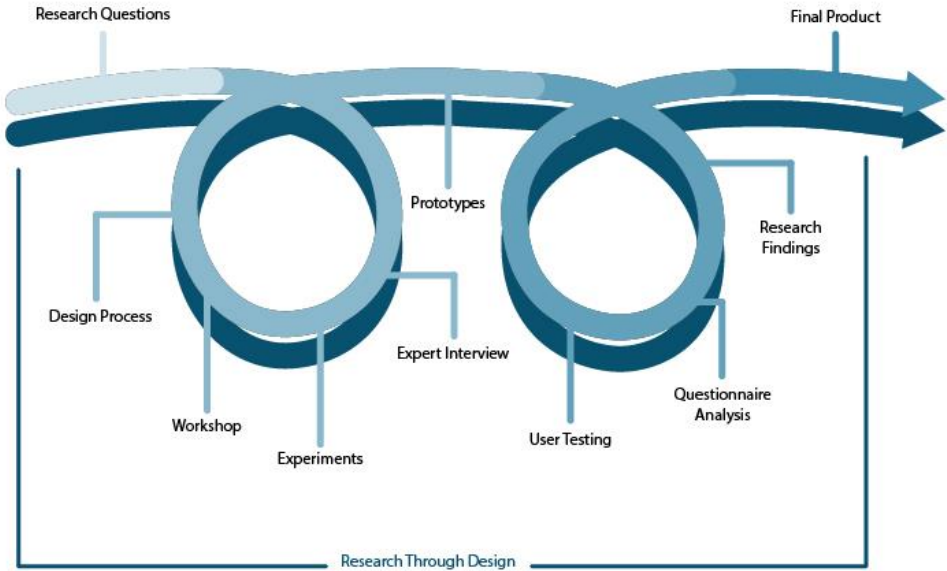 Research Questions
Final Product
Prototypes
Research
Findings
Design Process
Expert Interview
Workshop
Experiments
User Testing
Questionnaire
Analysis
Research Through Design